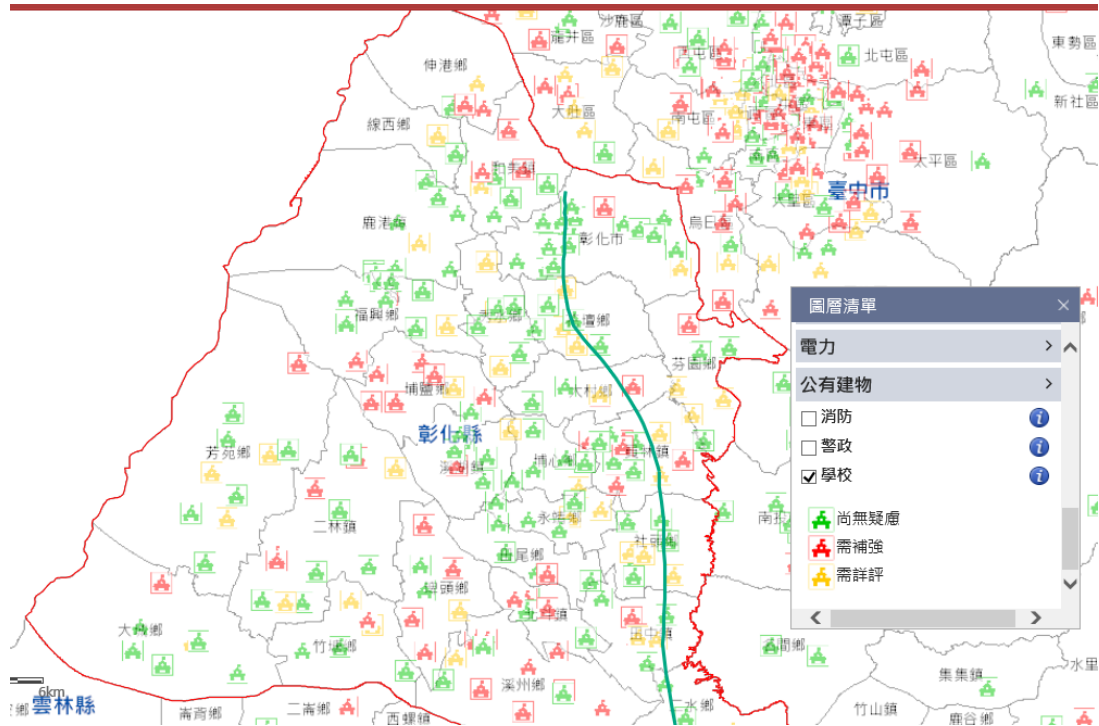 沙鹿區
潭子區
龍井區
東勢區
西屯區
北屯區
伸港鄉
新社區
大肚區
線西鄉
南屯區
太平區
和美鎮
臺中市
大里區
鹿港鎮
烏日區
彰化市
圖層清單
電力
公有建物
消防
警政
學校
尚無疑慮
需補強
需詳評
福興鄉
秀水鄉
芬園鄉
大村鄉
埔鹽鄉
彰化縣
芳苑鄉
溪湖鎮
埔心鄉
員林鎮
二林鎮
永靖鄉
社頭鄉
田尾鄉
埤頭鄉
北斗鎮
大城鄉
竹塘鄉
田中鎮
名間鄉
水里
集集鎮
6km
溪州鄉
雲林縣
二水鄉
崙背鄉
二崙鄉
西螺鎮
竹山鎮
鹿谷鄉